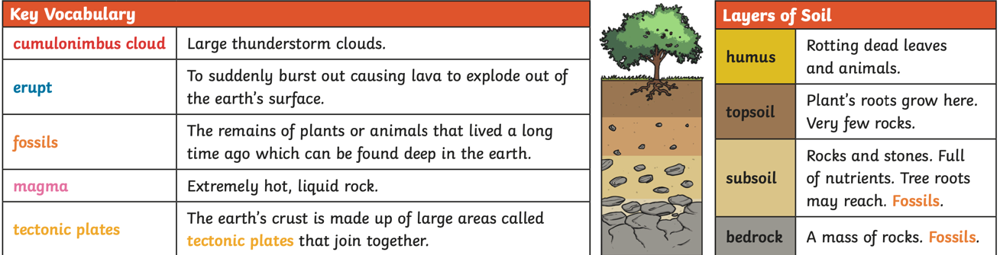 Key Vocabulary
cumulonimbus cloud
Large thunderstorm clouds.
erupt
To suddenly burst out causing lava to explode out of
the earth's surface.
fossils
The remains of plants or animals that lived a long
time ago which can be found deep in the earth.
magma
Extremely hot, liquid rock.
tectonic plates
The earth's crust is made up of large areas called
tectonic plates that join together.
Layers of Soil
humus
Rotting dead leaves
and animals.
topsoil
Plant's roots grow here.
Very few rocks.
subsoil
Rocks and stones. Full
of nutrients. Tree roots
may reach. Fossils.
bedrock
A mass of rocks. Fossils.